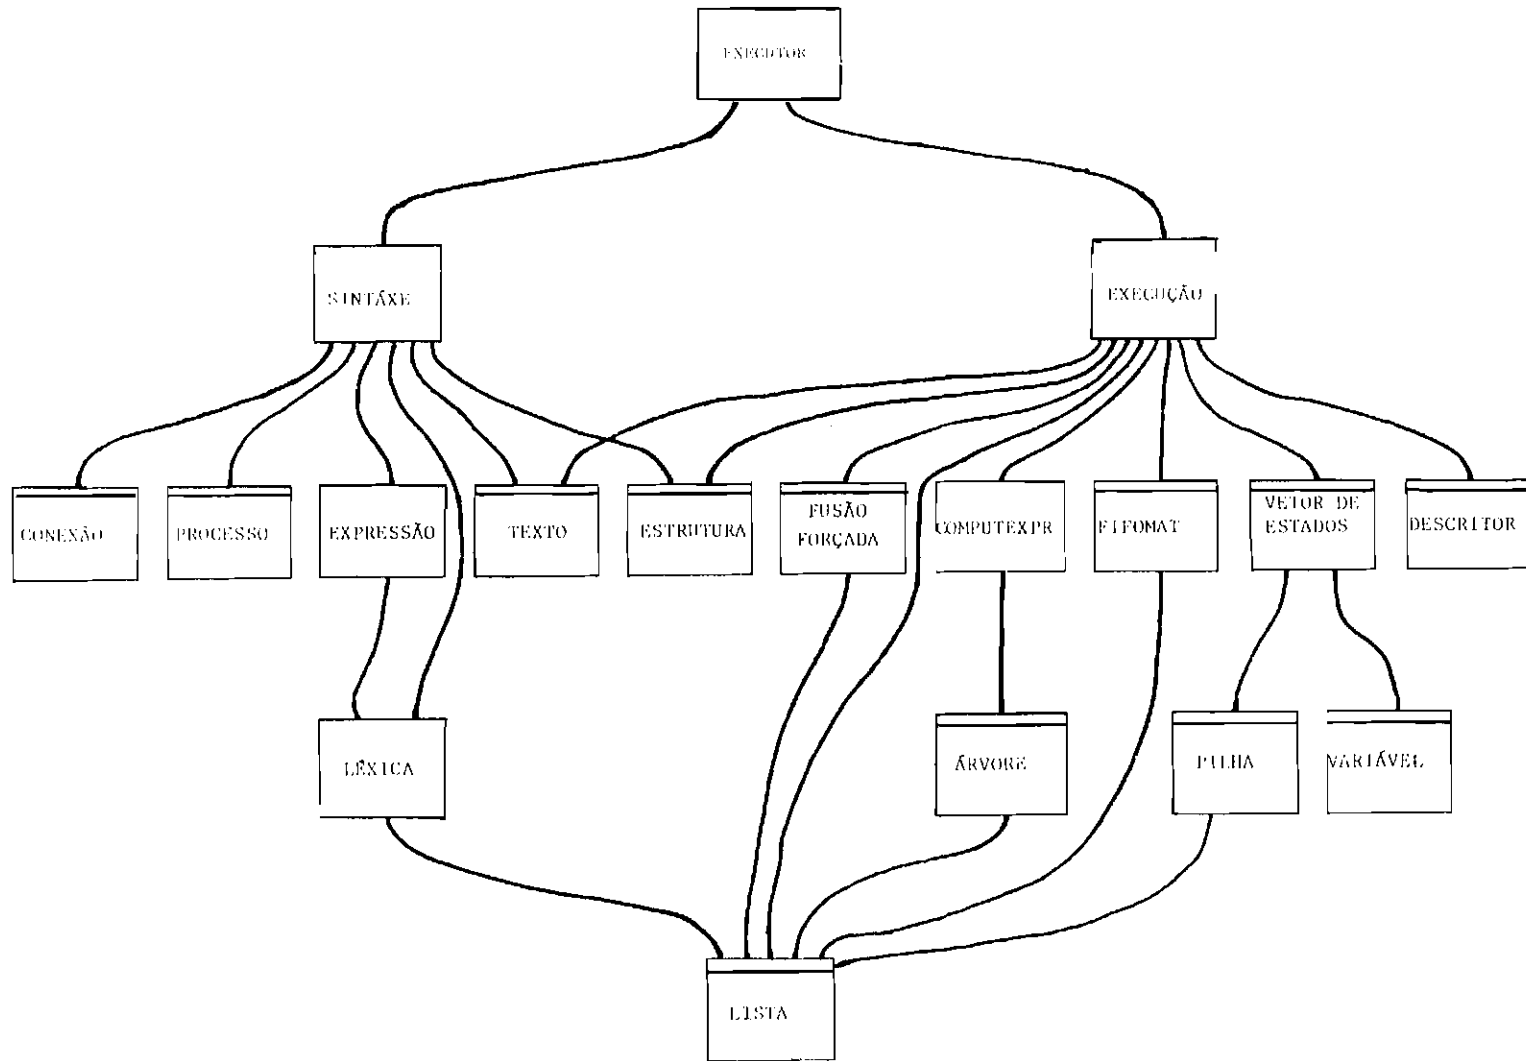 EXECUTOR
SINTÁXE
EXECUÇÃO
CONEXÃO
PROCESSO
EXPRESSÃO
TEXTO
ESTRUTURA
FUSÃO
FORÇADA
COMPUTEXPR
FIFOMAT
VETOR DE
ESTADOS
DESCRITOR
LÉXICA
ÁRVORE
PILHA
VARIÁVEL
LISTA